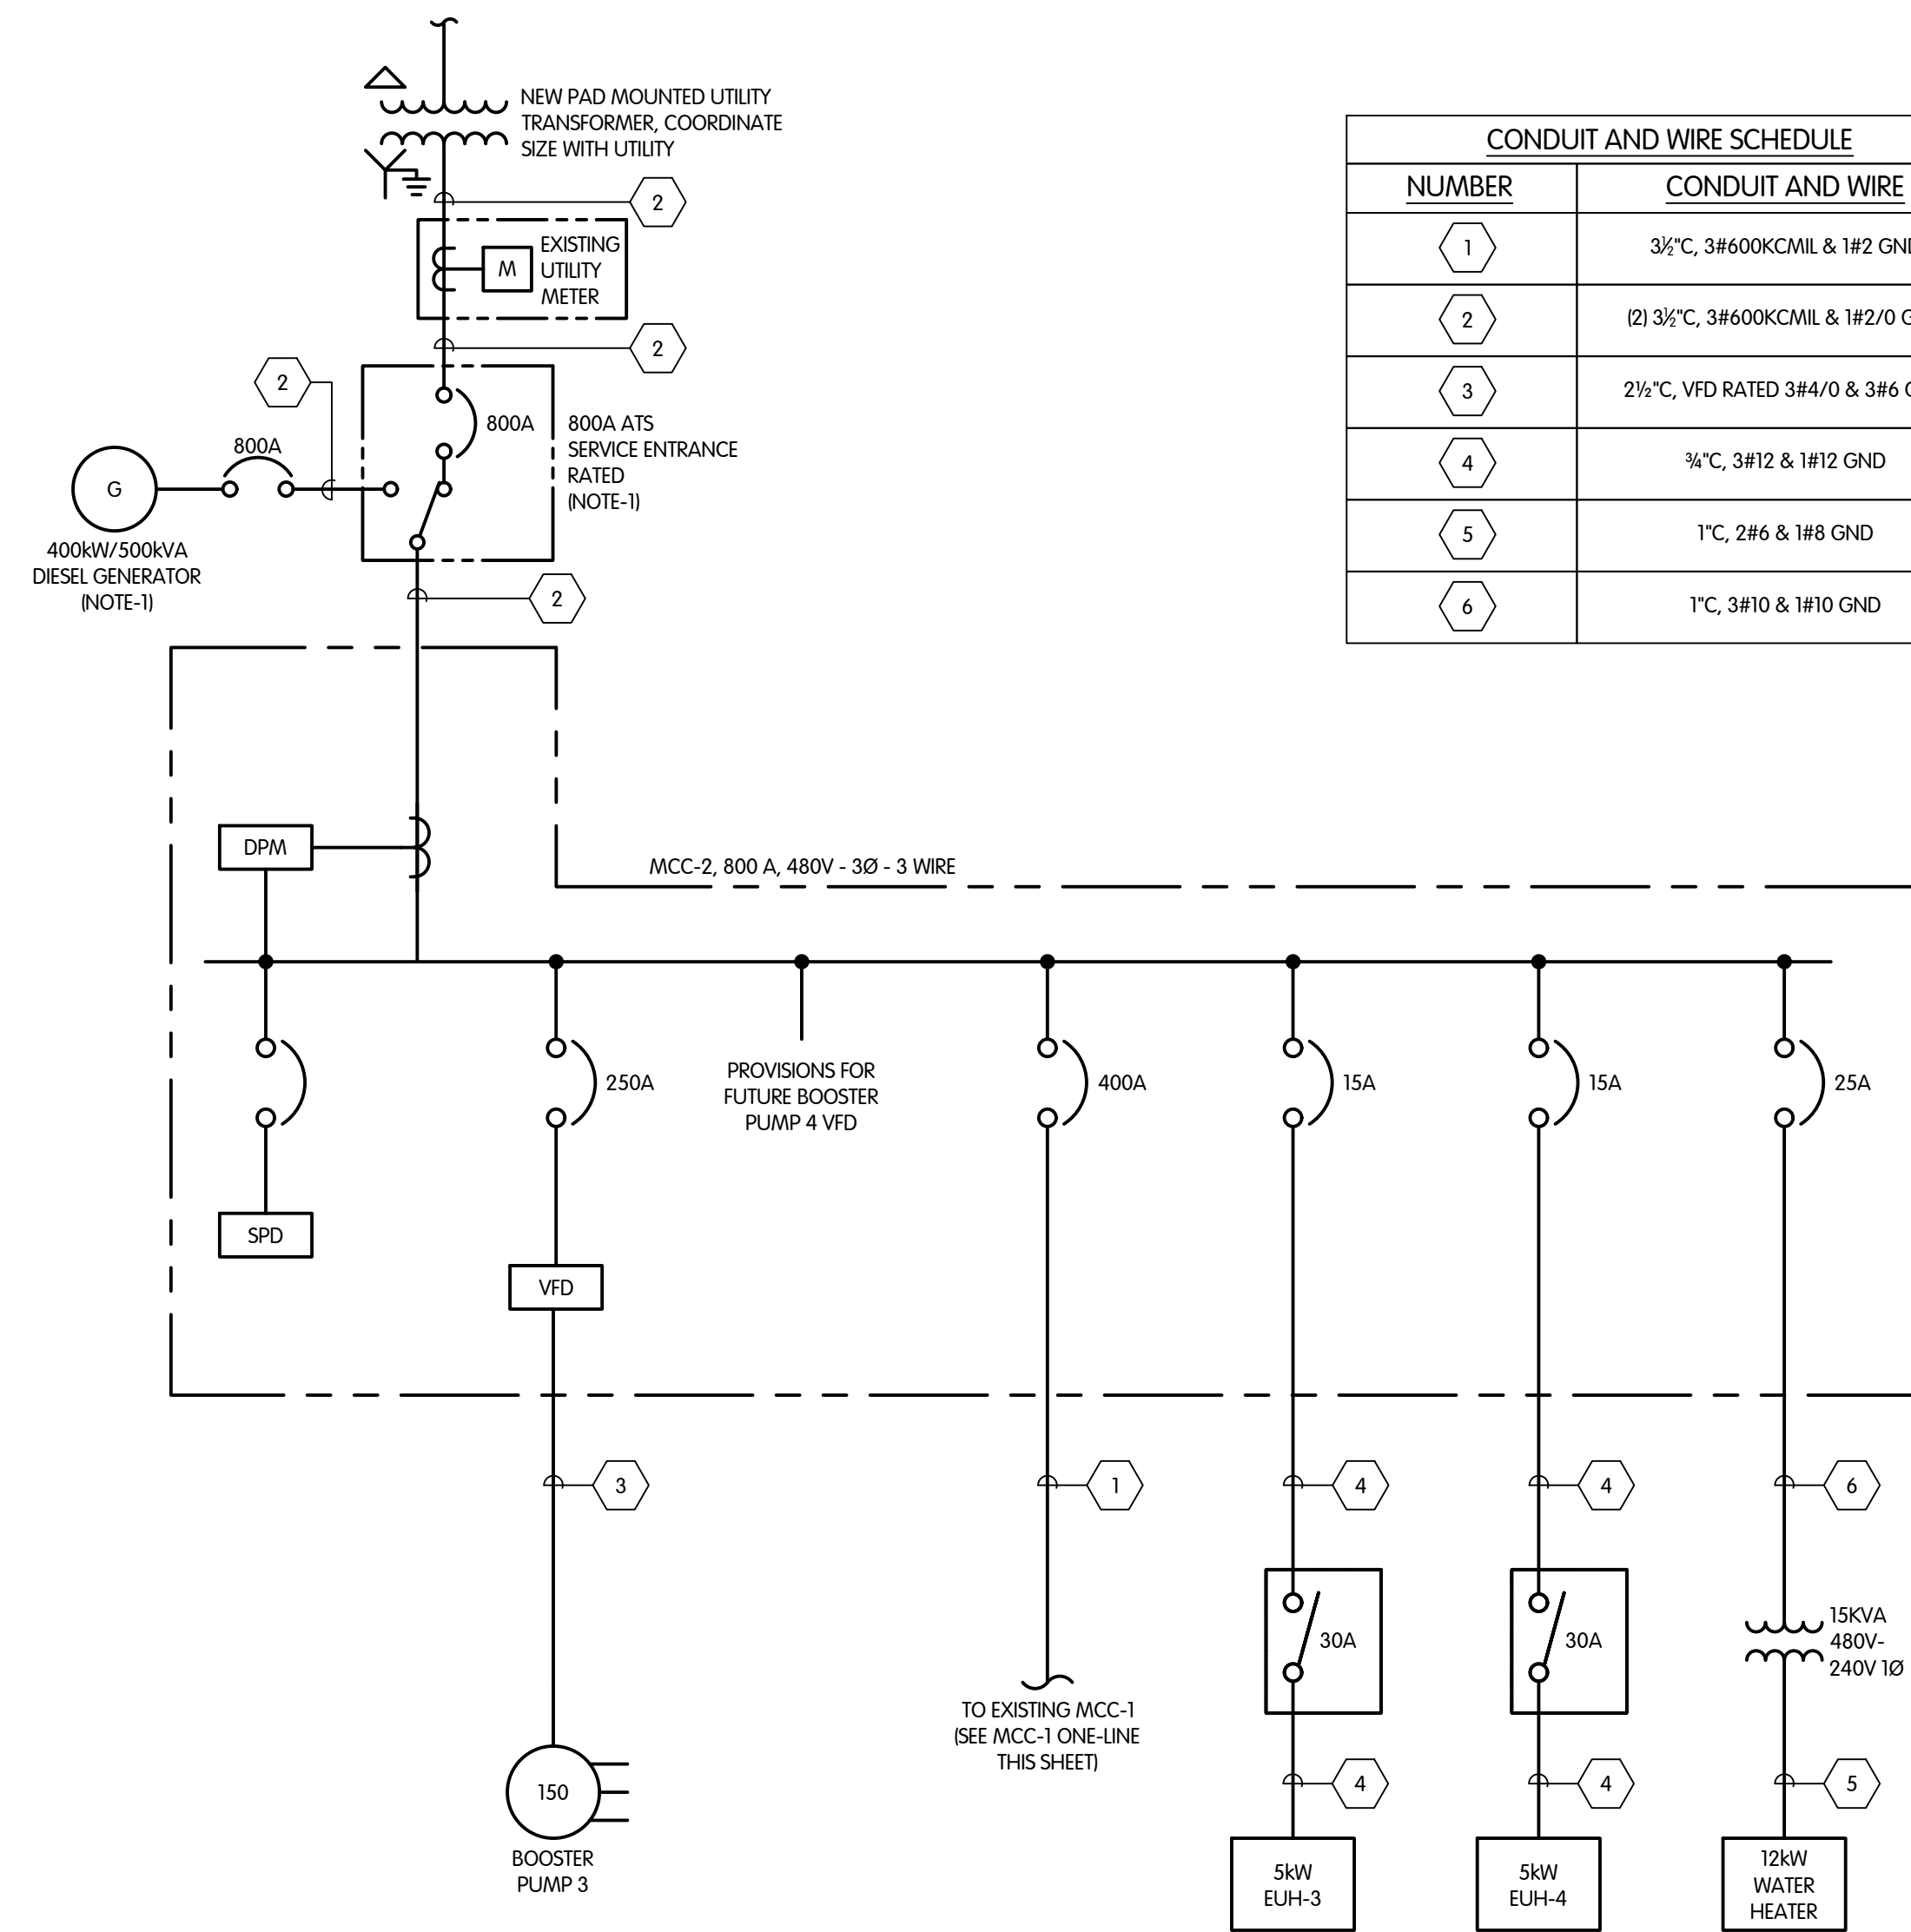 NEW PAD MOUNTED UTILITY
TRANSFORMER, COORDINATE
SIZE WITH UTILITY
2
EXISTING
UTILITY
METER
M
2
2
800A
800A ATS
SERVICE ENTRANCE
RATED
(NOTE-1)
800A
G
400kW/500kVA
DIESEL GENERATOR
(NOTE-1)
2
CONDUIT AND WIRE SCHEDULE
NUMBER CONDUIT AND WIRE
1 3½"C, 3#600KCMIL & 1#2 GND
2 (2) 3½"C, 3#600KCMIL & 1#2/0 G
3 2½"C, VFD RATED 3#4/0 & 3#6 G
4 ¾"C, 3#12 & 1#12 GND
5 1"C, 2#6 & 1#8 GND
6 1"C, 3#10 & 1#10 GND
DPM
MCC-2, 800 A, 480V - 3Ø - 3 WIRE
250A
PROVISIONS FOR
FUTURE BOOSTER
PUMP 4 VFD
400A
15A
15A
25A
SPD
VFD
3
1
4
4
6
30A
30A
15KVA
480V-
240V 1Ø
TO EXISTING MCC-1
(SEE MCC-1 ONE-LINE
THIS SHEET)
150
BOOSTER
PUMP 3
4
4
5
5kW
EUH-3
5kW
EUH-4
12kW
WATER
HEATER